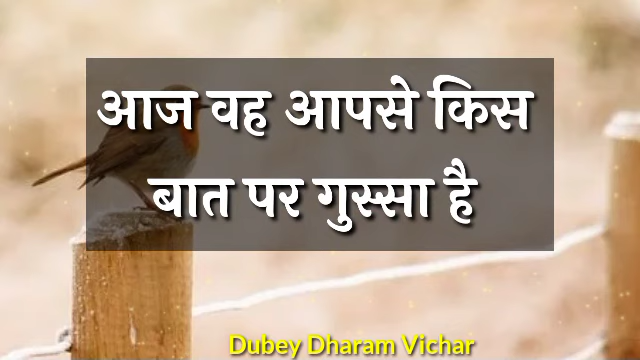 आज वह आपसे किस
बात पर गुस्सा है
Dubey Dharam Vichar